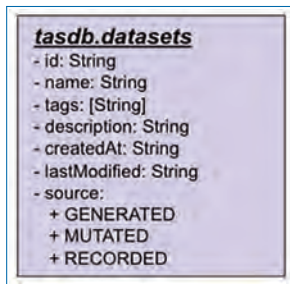 tasdb.datasets
- id: String
- name: String
- tags: [String]
- description: String
- createdAt: String
- lastModified: String
- source:
+ GENERATED
+ MUTATED
+ RECORDED